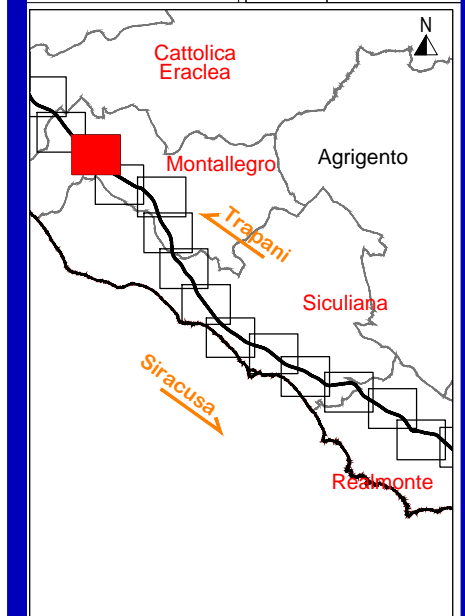 N
Cattolica
Eraclea
Montallegro
Agrigento
Trapani
Siculiana
Siracusa
Realmonte